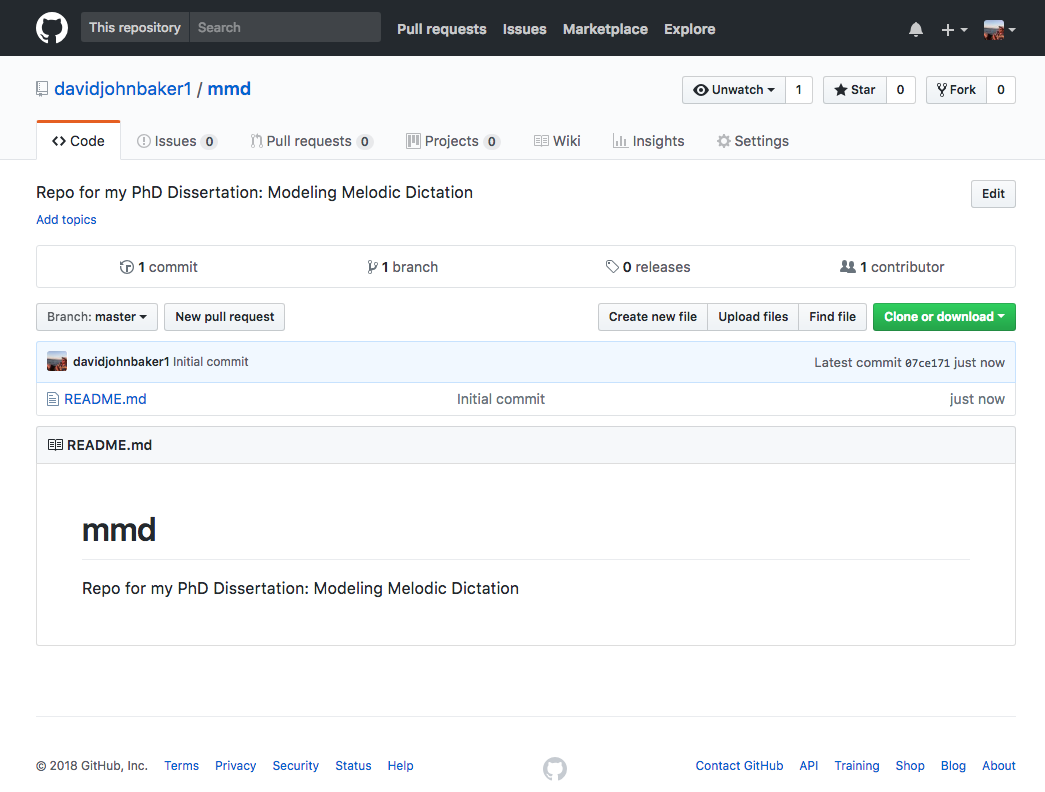 This repository Search Pull requests Issues Marketplace Explore
davidjohnbaker1 / mmd Unwatch 1 Star 0 Fork 0
Code Issues 0 Pull requests 0 Projects 0 Wiki Insights Settings
Repo for my PhD Dissertation: Modeling Melodic Dictation Edit
Add topics
1 commit 1 branch 0 releases 1 contributor
Branch: master New pull request Create new file Upload files Find file Clone or download
davidjohnbaker1 Initial commit Latest commit 07ce171 just now
README.md Initial commit just now
README.md
mmd
Repo for my PhD Dissertation: Modeling Melodic Dictation
© 2018 GitHub, Inc. Terms Privacy Security Status Help Contact GitHub API Training Shop Blog About